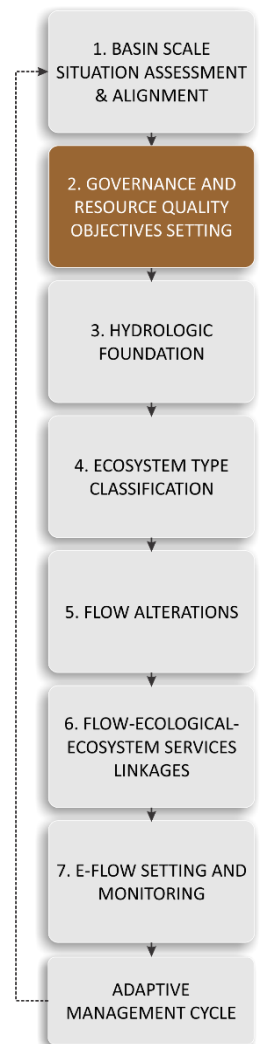 1. BASIN SCALE
SITUATION ASSESSMENT
& ALIGNMENT
2. GOVERNANCE AND
RESOURCE QUALITY
OBJECTIVES SETTING
3. HYDROLOGIC
FOUNDATION
4. ECOSYSTEM TYPE
CLASSIFICATION
5. FLOW ALTERATIONS
6. FLOW-ECOLOGICAL-
ECOSYSTEM SERVICES
LINKAGES
7. E-FLOW SETTING AND
MONITORING
ADAPTIVE
MANAGEMENT CYCLE